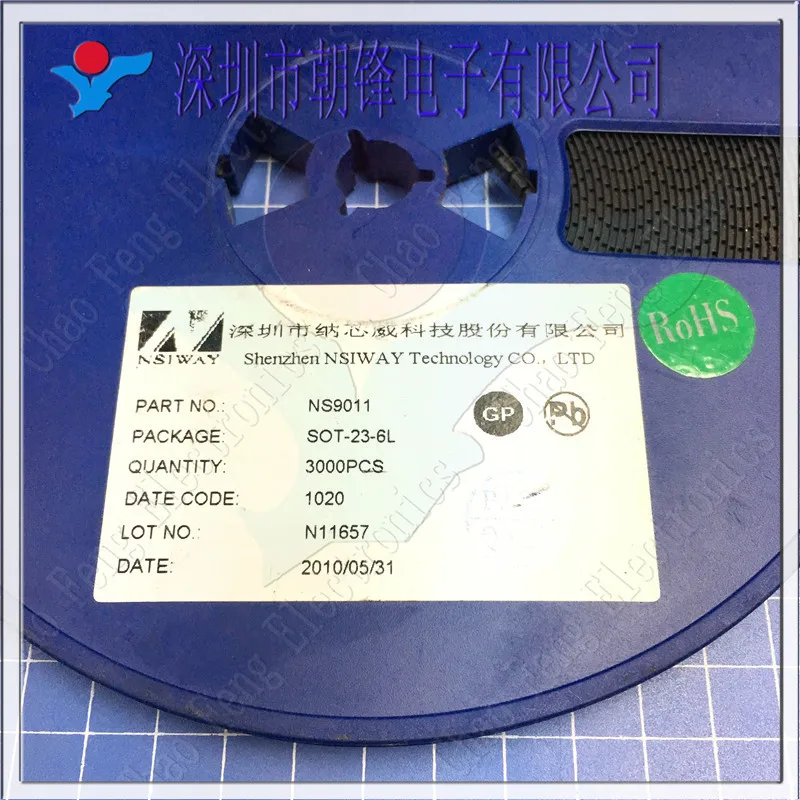 深圳市朝锋电子有限公司
NSIWAY
深圳市纳芯威科技股份有限公司
Shenzhen NSIWAY Technology CO., LTD
RoHS
PART NO.: NS9011
GP
Pb
PACKAGE: SOT-23-6L
QUANTITY: 3000PCS
DATE CODE: 1020
LOT NO.: N11657
DATE: 2010/05/31
Chao Feng Electronics